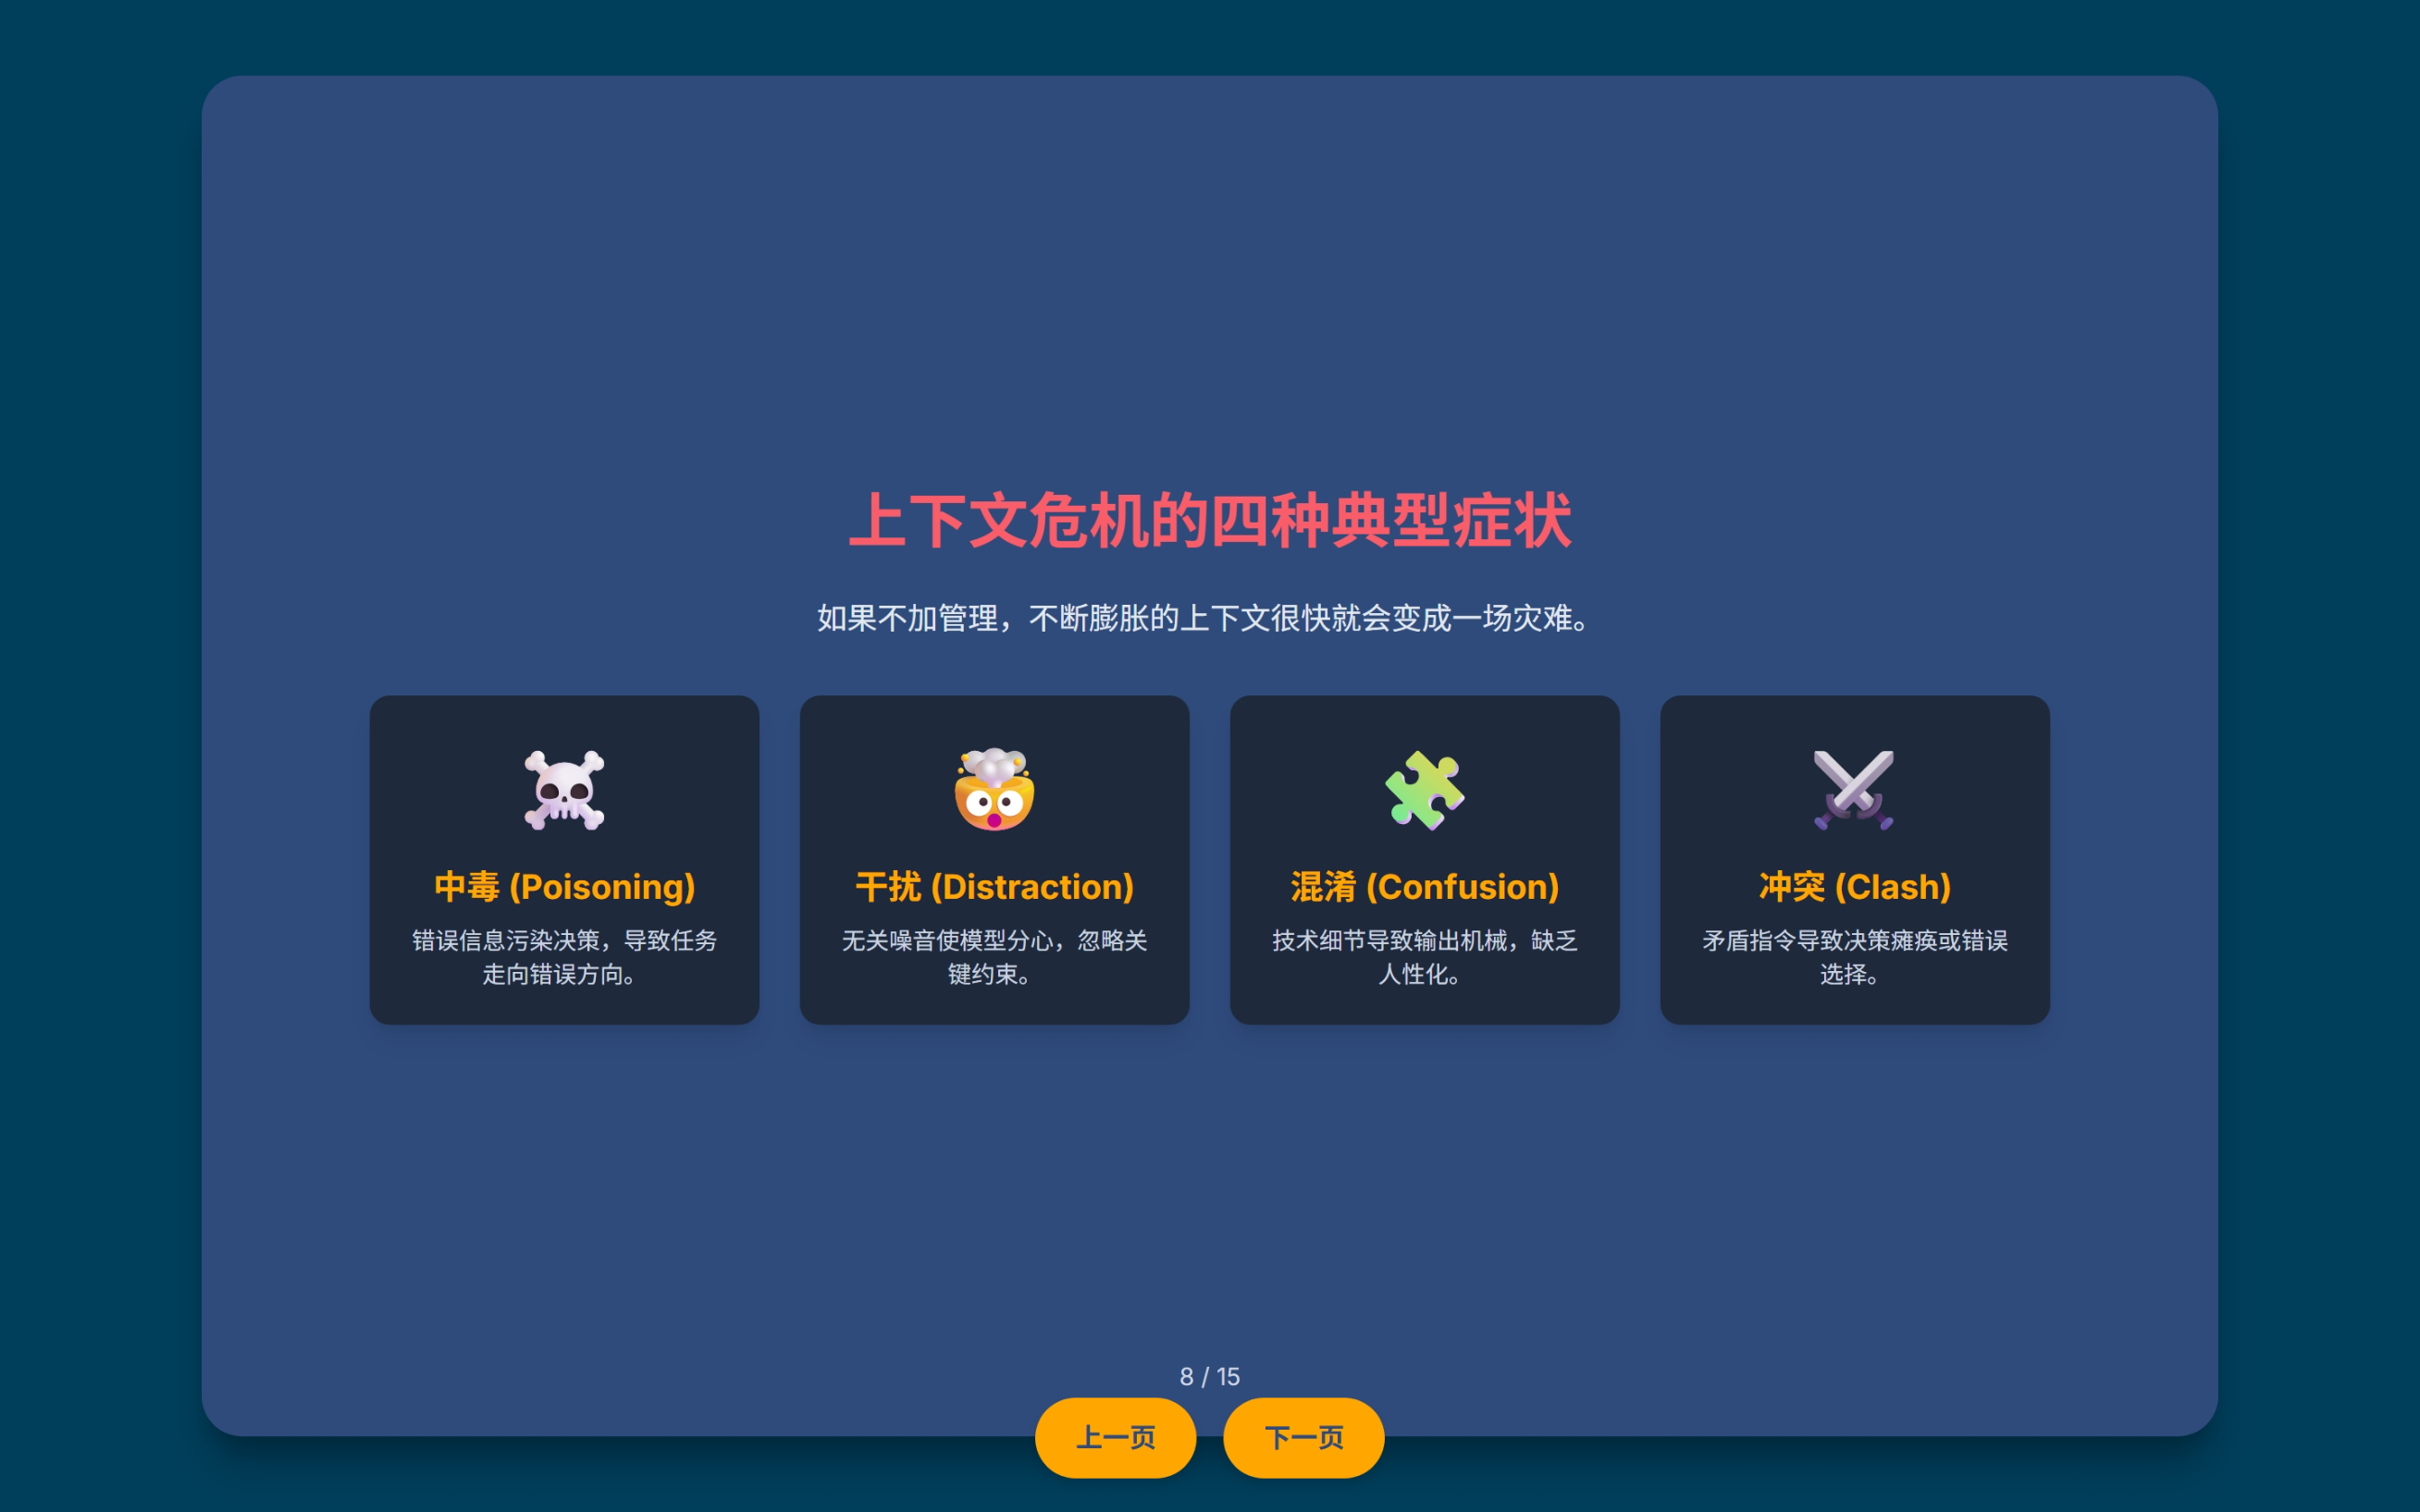 上下文危机的四种典型症状
如果不加管理，不断膨胀的上下文很快就会变成一场灾难。
中毒 (Poisoning)
错误信息污染决策，导致任务
走向错误方向。
干扰 (Distraction)
无关噪音使模型分心，忽略关
键约束。
混淆 (Confusion)
技术细节导致输出机械，缺乏
人性化。
冲突 (Clash)
矛盾指令导致决策瘫痪或错误
选择。
8 / 15
上一页
下一页